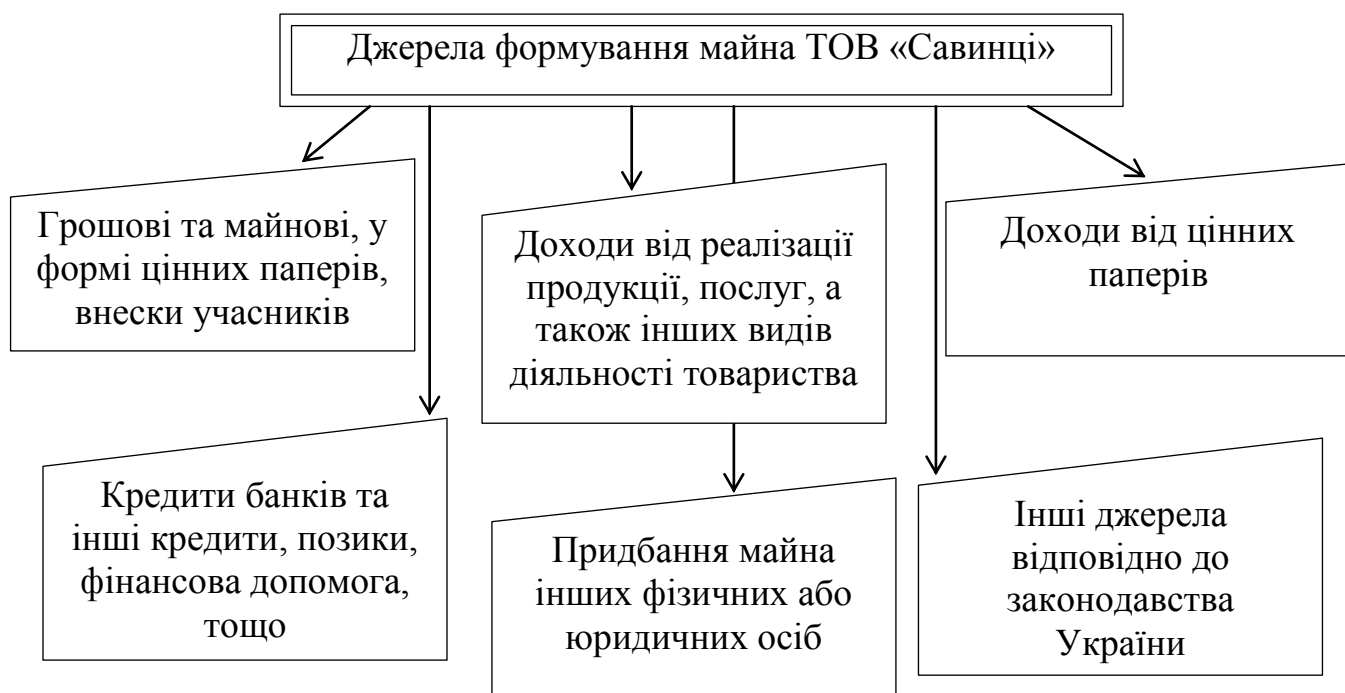 Джерела формування майна ТОВ «Савинці»
Грошові та майнові, у
формі цінних паперів,
внески учасників
Доходи від реалізації
продукції, послуг, а
також інших видів
діяльності товариства
Доходи від цінних
паперів
Кредити банків та
інші кредити, позики,
фінансова допомога,
тощо
Придбання майна
інших фізичних або
юридичних осіб
Інші джерела
відповідно до
законодавства
України